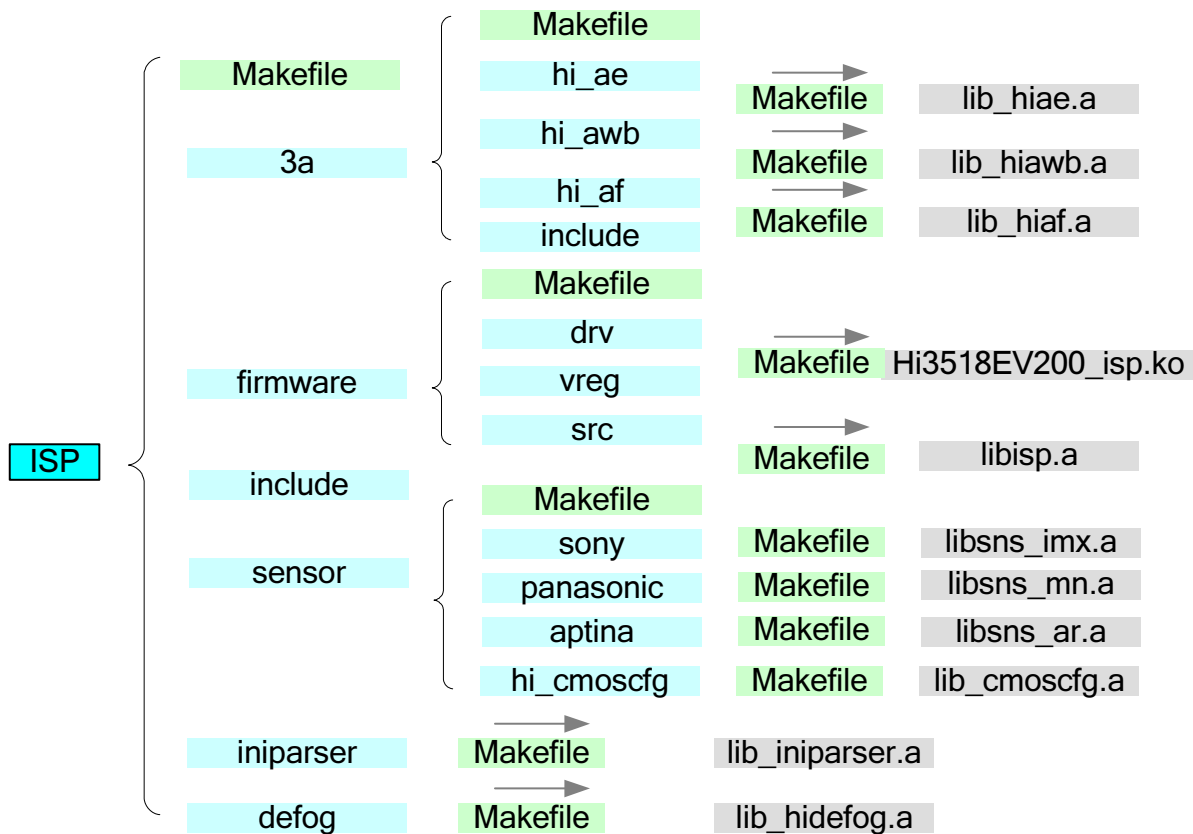 Makefile
Makefile
hi_ae
Makefile lib_hiae.a
hi_awb
3a
Makefile lib_hiawb.a
hi_af
Makefile lib_hiaf.a
include
Makefile
drv
Makefile Hi3518EV200_isp.ko
firmware
vreg
src
ISP
Makefile libisp.a
include
Makefile
sony Makefile libsns_imx.a
sensor
panasonic Makefile libsns_mn.a
aptina Makefile libsns_ar.a
hi_cmoscfg Makefile lib_cmoscfg.a
iniparser Makefile lib_iniparser.a
defog Makefile lib_hidefog.a